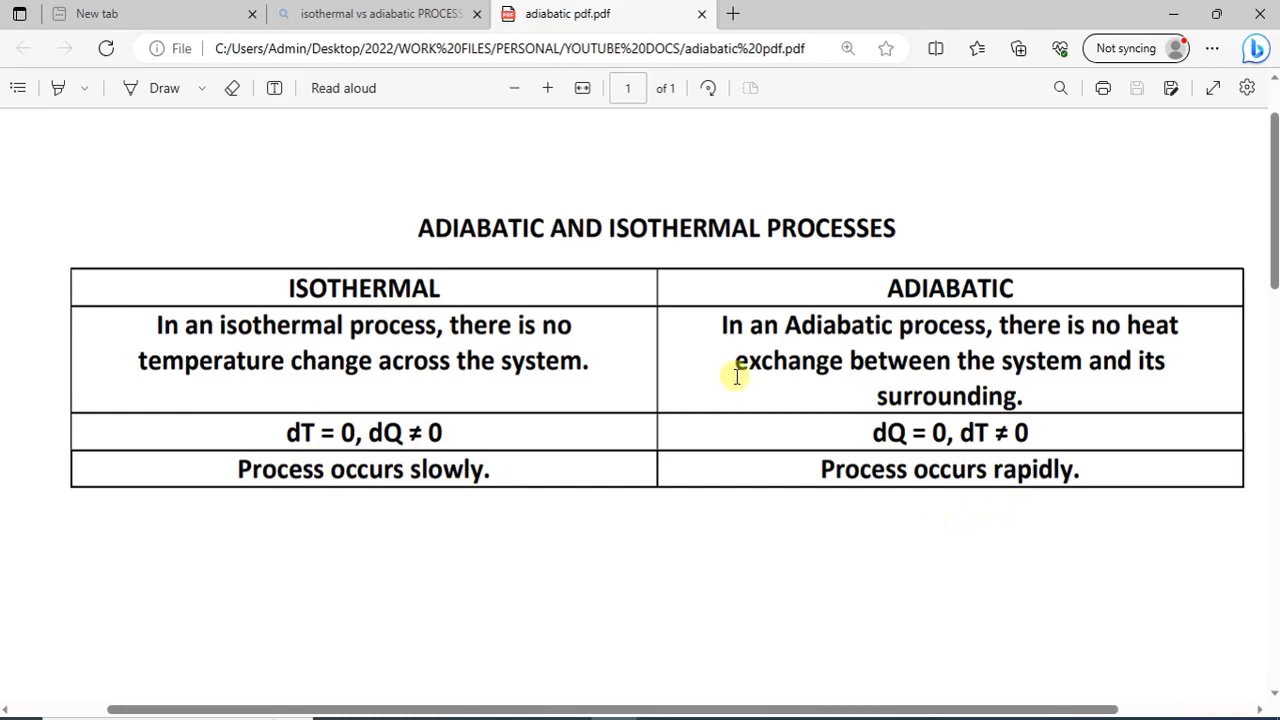 New tab
isothermal vs adiabatic PROCESS
adiabatic pdf.pdf
File
C:/Users/Admin/Desktop/2022/WORK%20FILES/PERSONAL/YOUTUBE%20DOCS/adiabatic%20pdf.pdf
Not syncing
Draw
Read aloud
1 of 1
ADIABATIC AND ISOTHERMAL PROCESSES
ISOTHERMAL
ADIABATIC
In an isothermal process, there is no
temperature change across the system.
In an Adiabatic process, there is no heat
exchange between the system and its
surrounding.
dT = 0, dQ ≠ 0
dQ = 0, dT ≠ 0
Process occurs slowly.
Process occurs rapidly.